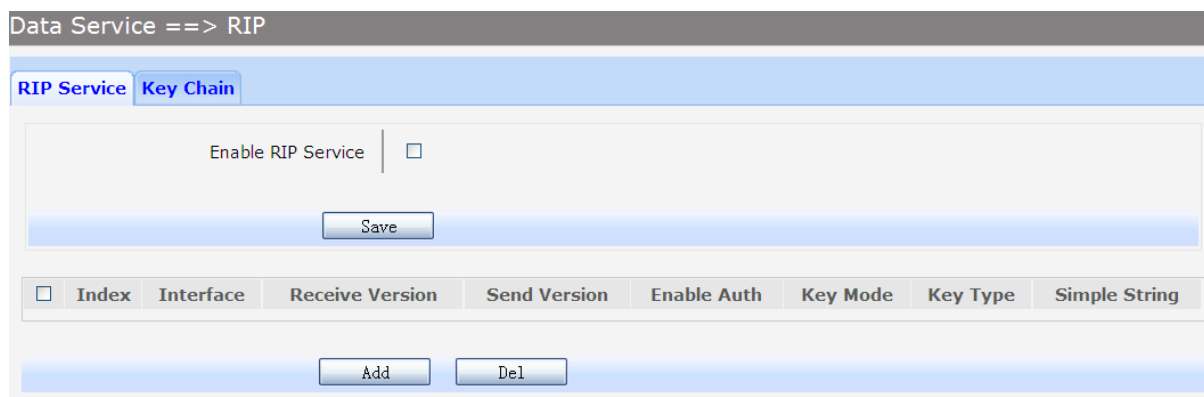 Data Service ==> RIP
RIP Service Key Chain
Enable RIP Service
Save
Index Interface Receive Version Send Version Enable Auth Key Mode Key Type Simple String
Add Del